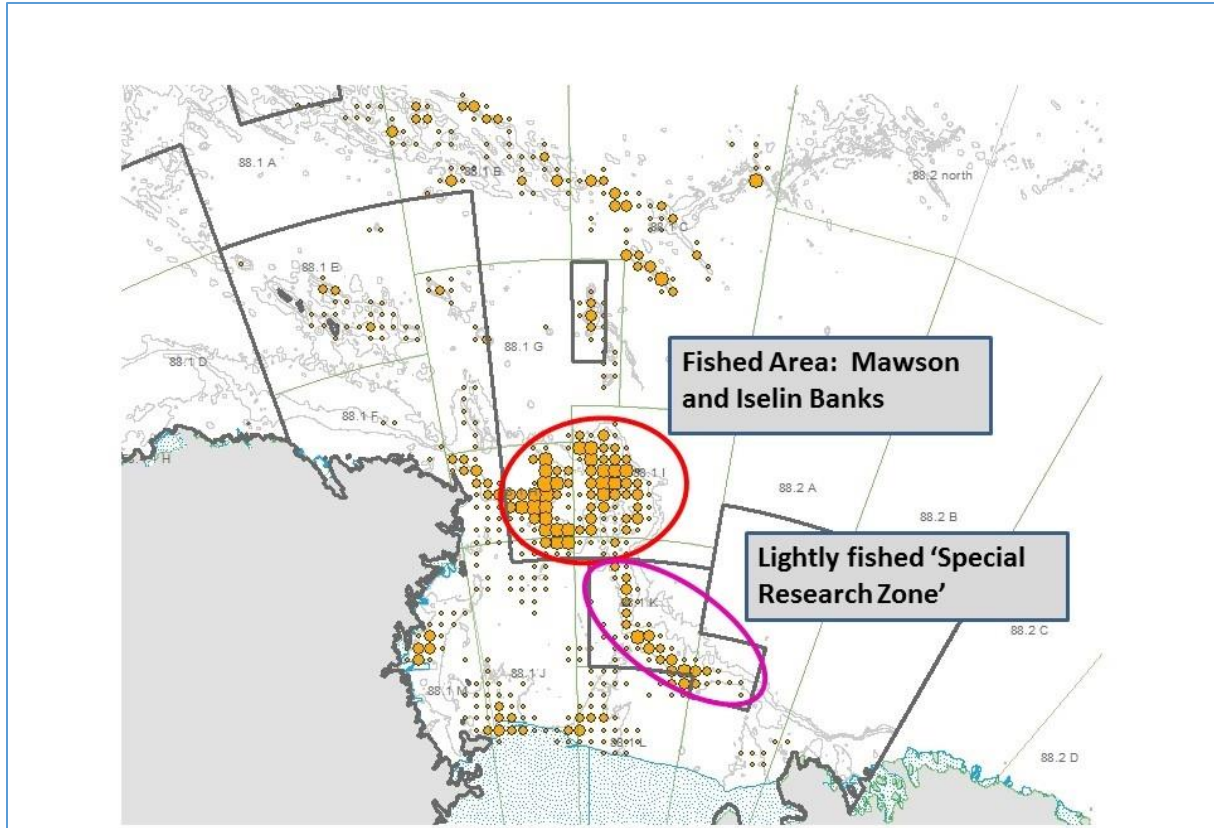 88.1 A
88.1 B
88.2 north
88.1 C
88.1 E
88.1 G
88.1 D
Fished Area: Mawson
and Iselin Banks
88.1 F
H
88.1 I
88.2 A
88.2 B
Lightly fished ‘Special
Research Zone’
88.1 K
88.2 C
88.1 J
88.1 M
88.1 L
88.2 D